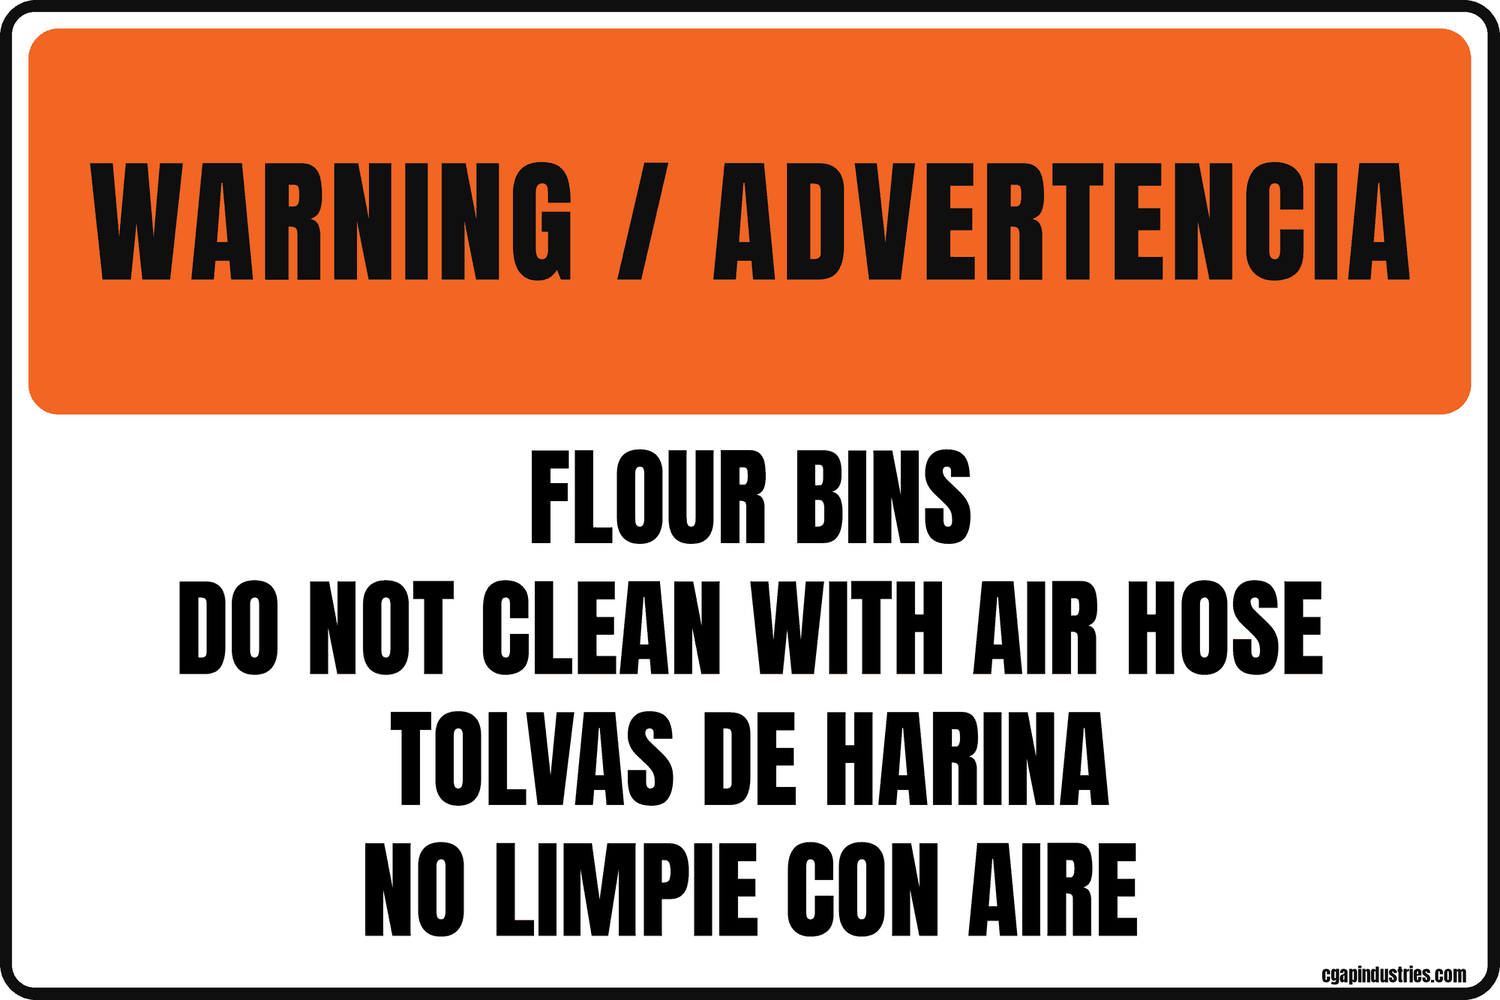 WARNING / ADVERTENCIA
FLOUR BINS
DO NOT CLEAN WITH AIR HOSE
TOLVAS DE HARINA
NO LIMPIE CON AIRE
cgapindustries.com